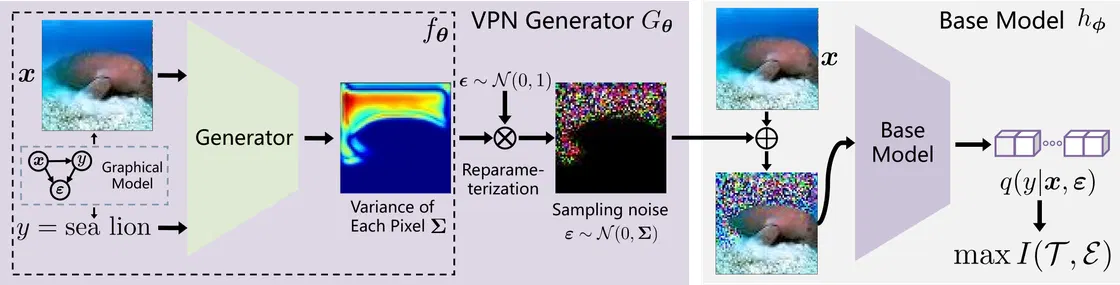 VPN Generator G_θ
f_θ
x
Generator
x
y
ε
Graphical
Model
y = sea lion
Variance of
Each Pixel Σ
ϵ ∼ N(0, 1)
⊗
Reparame-
terization
Sampling noise
ε ∼ N(0, Σ)
Base Model h_ϕ
x
⊕
Base
Model
q(y|x, ε)
max I(T, E)